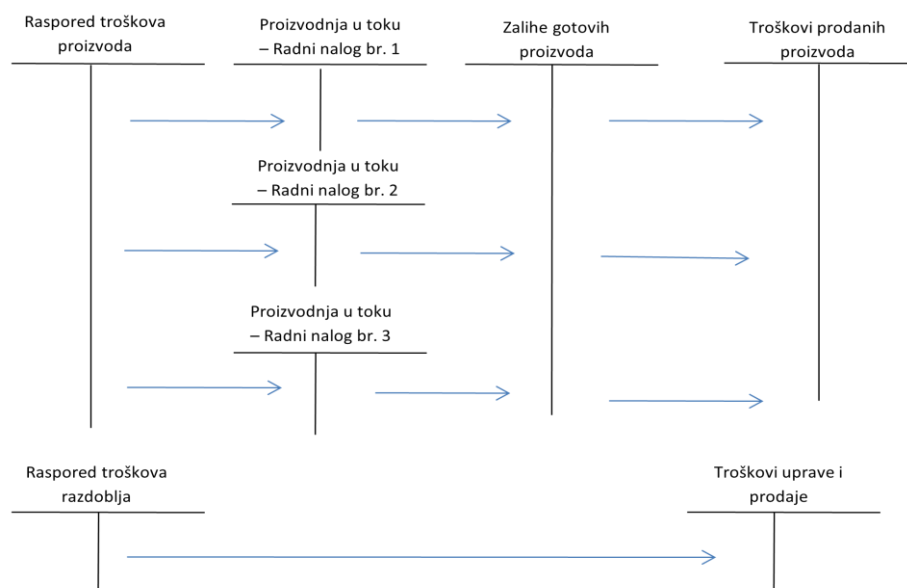 Raspored troškova
proizvoda
Proizvodnja u toku
– Radni nalog br. 1
Zalihe gotovih
proizvoda
Troškovi prodanih
proizvoda
Proizvodnja u toku
– Radni nalog br. 2
Proizvodnja u toku
– Radni nalog br. 3
Raspored troškova
razdoblja
Troškovi uprave i
prodaje